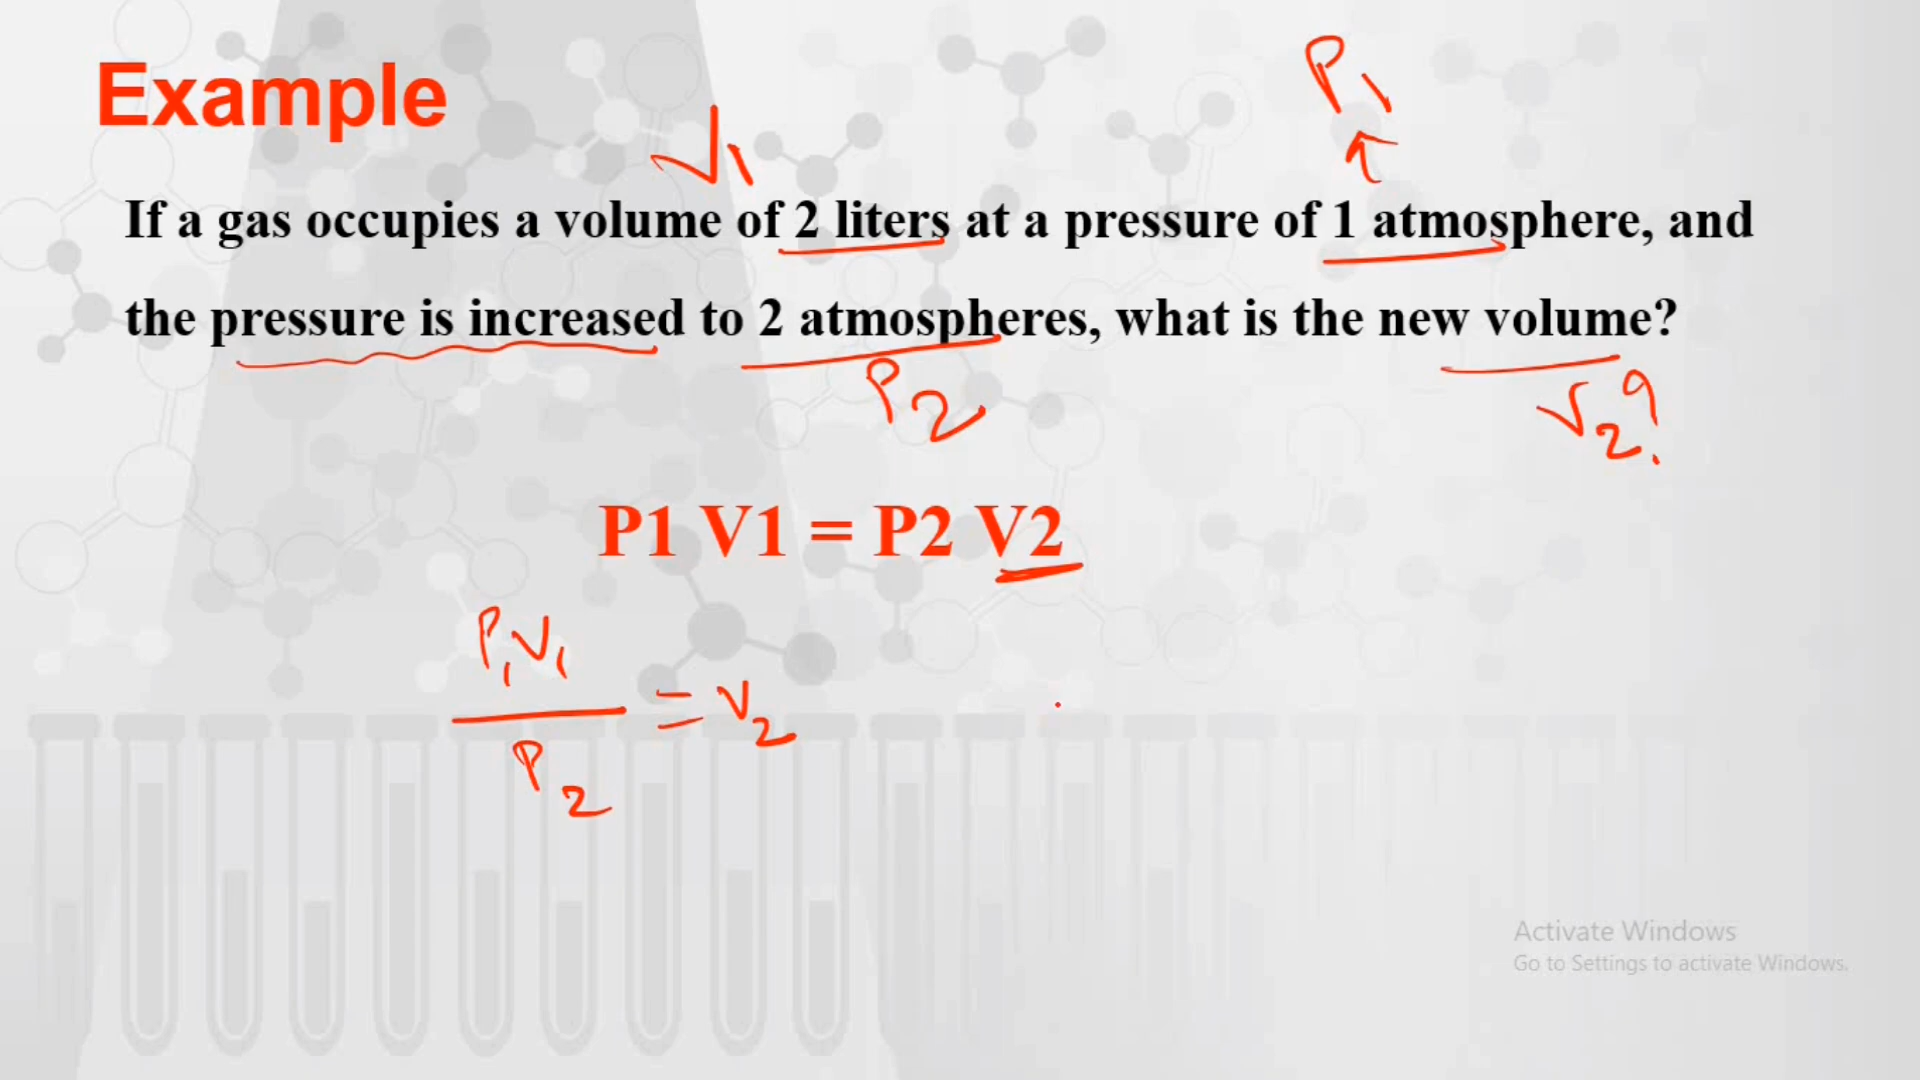 Example
V1
P1
If a gas occupies a volume of 2 liters at a pressure of 1 atmosphere, and
the pressure is increased to 2 atmospheres, what is the new volume?
P2
V2?
P1 V1 = P2 V2
P1V1
= V2
P2
Activate Windows
Go to Settings to activate Windows.